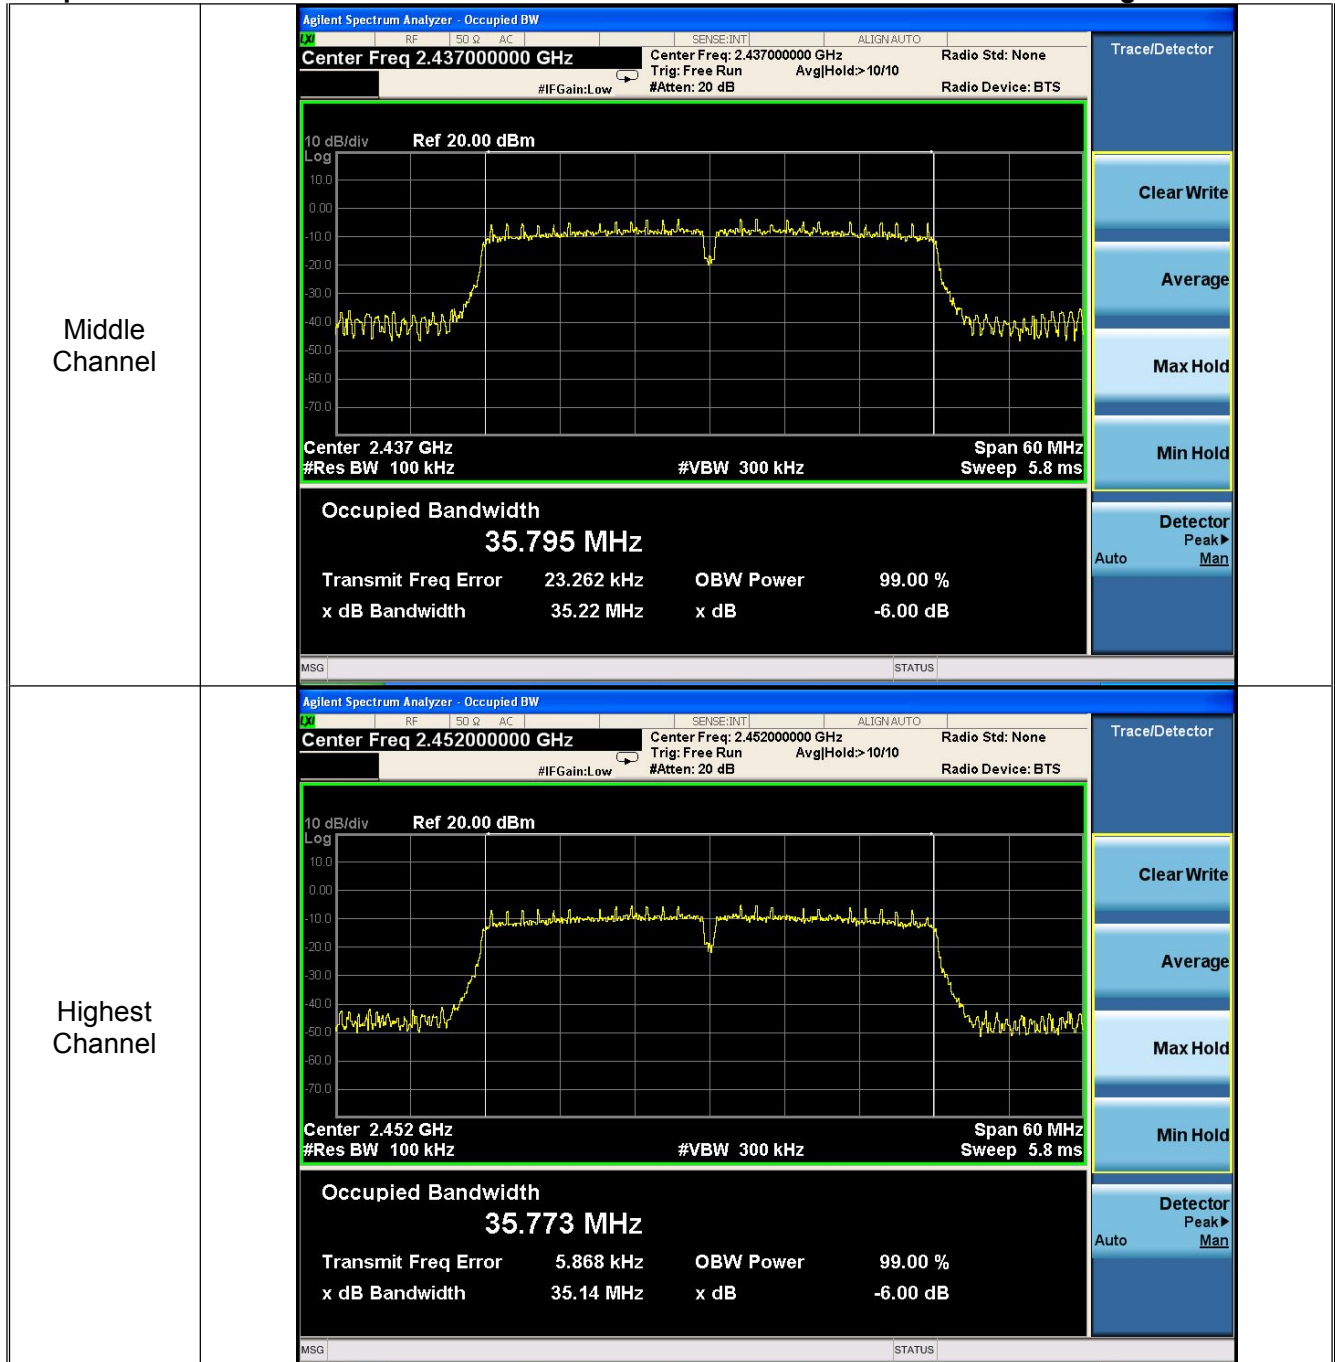 Middle
Channel
Agilent Spectrum Analyzer - Occupied BW
LXI RF 50 Ω AC SENSE:INT ALIGN AUTO
Center Freq 2.437000000 GHz
Center Freq: 2.437000000 GHz Radio Std: None
Trig: Free Run Avg|Hold:>10/10
#IFGain:Low #Atten: 20 dB Radio Device: BTS
Trace/Detector
10 dB/div Ref 20.00 dBm
Log
10.0
0.00
-10.0
-20.0
-30.0
-40.0
-50.0
-60.0
-70.0
Center 2.437 GHz Span 60 MHz
#Res BW 100 kHz #VBW 300 kHz Sweep 5.8 ms
Occupied Bandwidth
35.795 MHz
Transmit Freq Error 23.262 kHz OBW Power 99.00 %
x dB Bandwidth 35.22 MHz x dB -6.00 dB
MSG STATUS
Clear Write
Average
Max Hold
Min Hold
Detector
Peak▶
Auto Man
Highest
Channel
Agilent Spectrum Analyzer - Occupied BW
LXI RF 50 Ω AC SENSE:INT ALIGN AUTO
Center Freq 2.452000000 GHz
Center Freq: 2.452000000 GHz Radio Std: None
Trig: Free Run Avg|Hold:>10/10
#IFGain:Low #Atten: 20 dB Radio Device: BTS
Trace/Detector
10 dB/div Ref 20.00 dBm
Log
10.0
0.00
-10.0
-20.0
-30.0
-40.0
-50.0
-60.0
-70.0
Center 2.452 GHz Span 60 MHz
#Res BW 100 kHz #VBW 300 kHz Sweep 5.8 ms
Occupied Bandwidth
35.773 MHz
Transmit Freq Error 5.868 kHz OBW Power 99.00 %
x dB Bandwidth 35.14 MHz x dB -6.00 dB
MSG STATUS
Clear Write
Average
Max Hold
Min Hold
Detector
Peak▶
Auto Man